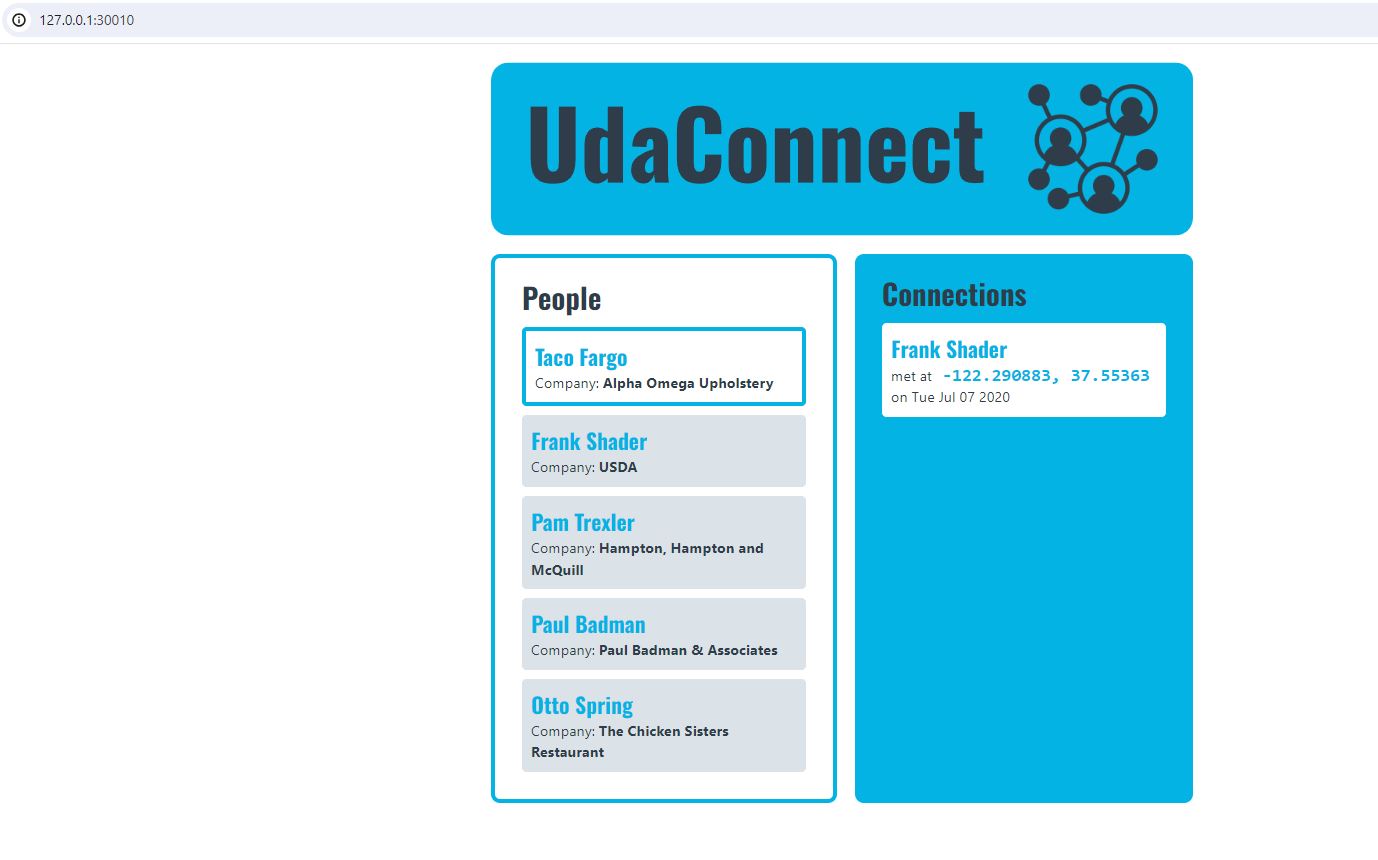 127.0.0.1:30010
UdaConnect
People
Taco Fargo
Company: Alpha Omega Upholstery
Frank Shader
Company: USDA
Pam Trexler
Company: Hampton, Hampton and
McQuill
Paul Badman
Company: Paul Badman & Associates
Otto Spring
Company: The Chicken Sisters
Restaurant
Connections
Frank Shader
met at -122.290883, 37.55363
on Tue Jul 07 2020